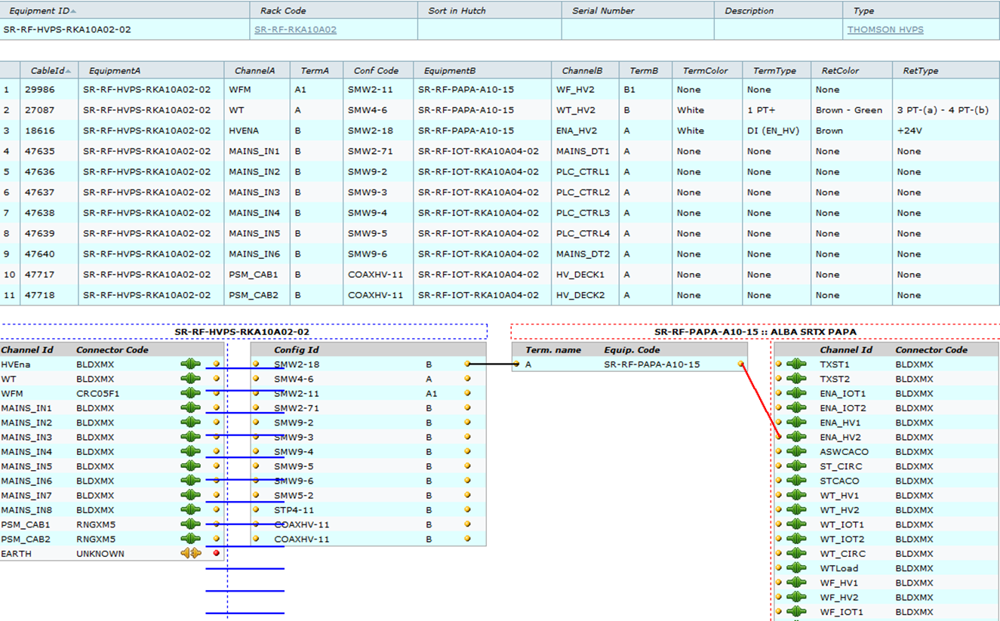 Equipment ID Rack Code Sort in Hutch Serial Number Description Type
SR-RF-HVPS-RKA10A02-02 SR-RF-RKA10A02 THOMSON HVPS
CableId EquipmentA ChannelA TermA Conf Code EquipmentB ChannelB TermB TermColor TermType RetColor RetType
1 29986 SR-RF-HVPS-RKA10A02-02 WFM A1 SMW2-11 SR-RF-PAPA-A10-15 WF_HV2 B1 None None None
2 27087 SR-RF-HVPS-RKA10A02-02 WT A SMW4-6 SR-RF-PAPA-A10-15 WT_HV2 B White 1 PT+ Brown - Green 3 PT-(a) - 4 PT-(b)
3 18616 SR-RF-HVPS-RKA10A02-02 HVENA B SMW2-18 SR-RF-PAPA-A10-15 ENA_HV2 A White DI (EN_HV) Brown +24V
4 47635 SR-RF-HVPS-RKA10A02-02 MAINS_IN1 B SMW2-71 SR-RF-IOT-RKA10A04-02 MAINS_DT1 A None None None None
5 47636 SR-RF-HVPS-RKA10A02-02 MAINS_IN2 B SMW9-2 SR-RF-IOT-RKA10A04-02 PLC_CTRL1 A None None None None
6 47637 SR-RF-HVPS-RKA10A02-02 MAINS_IN3 B SMW9-3 SR-RF-IOT-RKA10A04-02 PLC_CTRL2 A None None None None
7 47638 SR-RF-HVPS-RKA10A02-02 MAINS_IN4 B SMW9-4 SR-RF-IOT-RKA10A04-02 PLC_CTRL3 A None None None None
8 47639 SR-RF-HVPS-RKA10A02-02 MAINS_IN5 B SMW9-5 SR-RF-IOT-RKA10A04-02 PLC_CTRL4 A None None None None
9 47640 SR-RF-HVPS-RKA10A02-02 MAINS_IN6 B SMW9-6 SR-RF-IOT-RKA10A04-02 MAINS_DT2 A None None None None
10 47717 SR-RF-HVPS-RKA10A02-02 PSM_CAB1 B COAXHV-11 SR-RF-IOT-RKA10A04-02 HV_DECK1 A None None None None
11 47718 SR-RF-HVPS-RKA10A02-02 PSM_CAB2 B COAXHV-11 SR-RF-IOT-RKA10A04-02 HV_DECK2 A None None None None
SR-RF-HVPS-RKA10A02-02 SR-RF-PAPA-A10-15 :: ALBA SRTX PAPA
Channel Id Connector Code Config Id Term. name Equip. Code Channel Id Connector Code
HVEna BLDXMX SMW2-18 B A SR-RF-PAPA-A10-15 TXST1 BLDXMX
WT BLDXMX SMW4-6 A TXST2 BLDXMX
WFM CRC05F1 SMW2-11 A1 ENA_IOT1 BLDXMX
MAINS_IN1 BLDXMX SMW2-71 B ENA_IOT2 BLDXMX
MAINS_IN2 BLDXMX SMW9-2 B ENA_HV1 BLDXMX
MAINS_IN3 BLDXMX SMW9-3 B ENA_HV2 BLDXMX
MAINS_IN4 BLDXMX SMW9-4 B ASWCACO BLDXMX
MAINS_IN5 BLDXMX SMW9-5 B ST_CIRC BLDXMX
MAINS_IN6 BLDXMX SMW9-6 B STCACO BLDXMX
MAINS_IN7 BLDXMX SMW5-2 B WT_HV1 BLDXMX
MAINS_IN8 BLDXMX STP4-11 B WT_HV2 BLDXMX
PSM_CAB1 RNGXM5 COAXHV-11 B WT_IOT1 BLDXMX
PSM_CAB2 RNGXM5 COAXHV-11 B WT_IOT2 BLDXMX
EARTH UNKNOWN WT_CIRC BLDXMX
WTLoad BLDXMX
WF_HV1 BLDXMX
WF_HV2 BLDXMX
WF_IOT1 BLDXMX